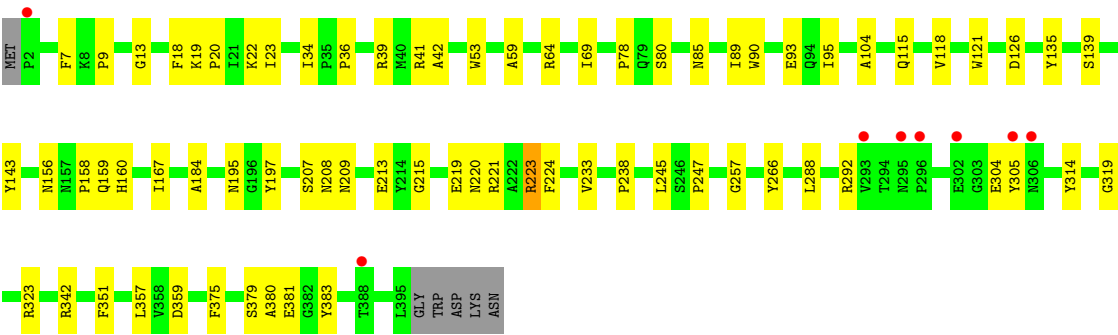 MET P2 F7 K8 P9 G13 F18 K19 P20 I21 K22 I23 I34 P35 P36 R39 M40 R41 A42 W53 A59 R64 I69 P78 Q79 S80 N85 I89 W90 E93 Q94 I95 A104 Q115 V118 W121 D126 Y135 S139
Y143 N156 N157 P158 Q159 H160 I167 A184 N195 G196 Y197 S207 N208 N209 E213 Y214 G215 E219 N220 R221 A222 R223 F224 V233 P238 L245 S246 P247 G257 Y266 L288 R292 V293 T294 N295 P296 E302 G303 E304 Y305 N306 Y314 G319
R323 R342 F351 L357 V358 D359 F375 S379 A380 E381 G382 Y383 T388 L395 GLY TRP ASP LYS ASN